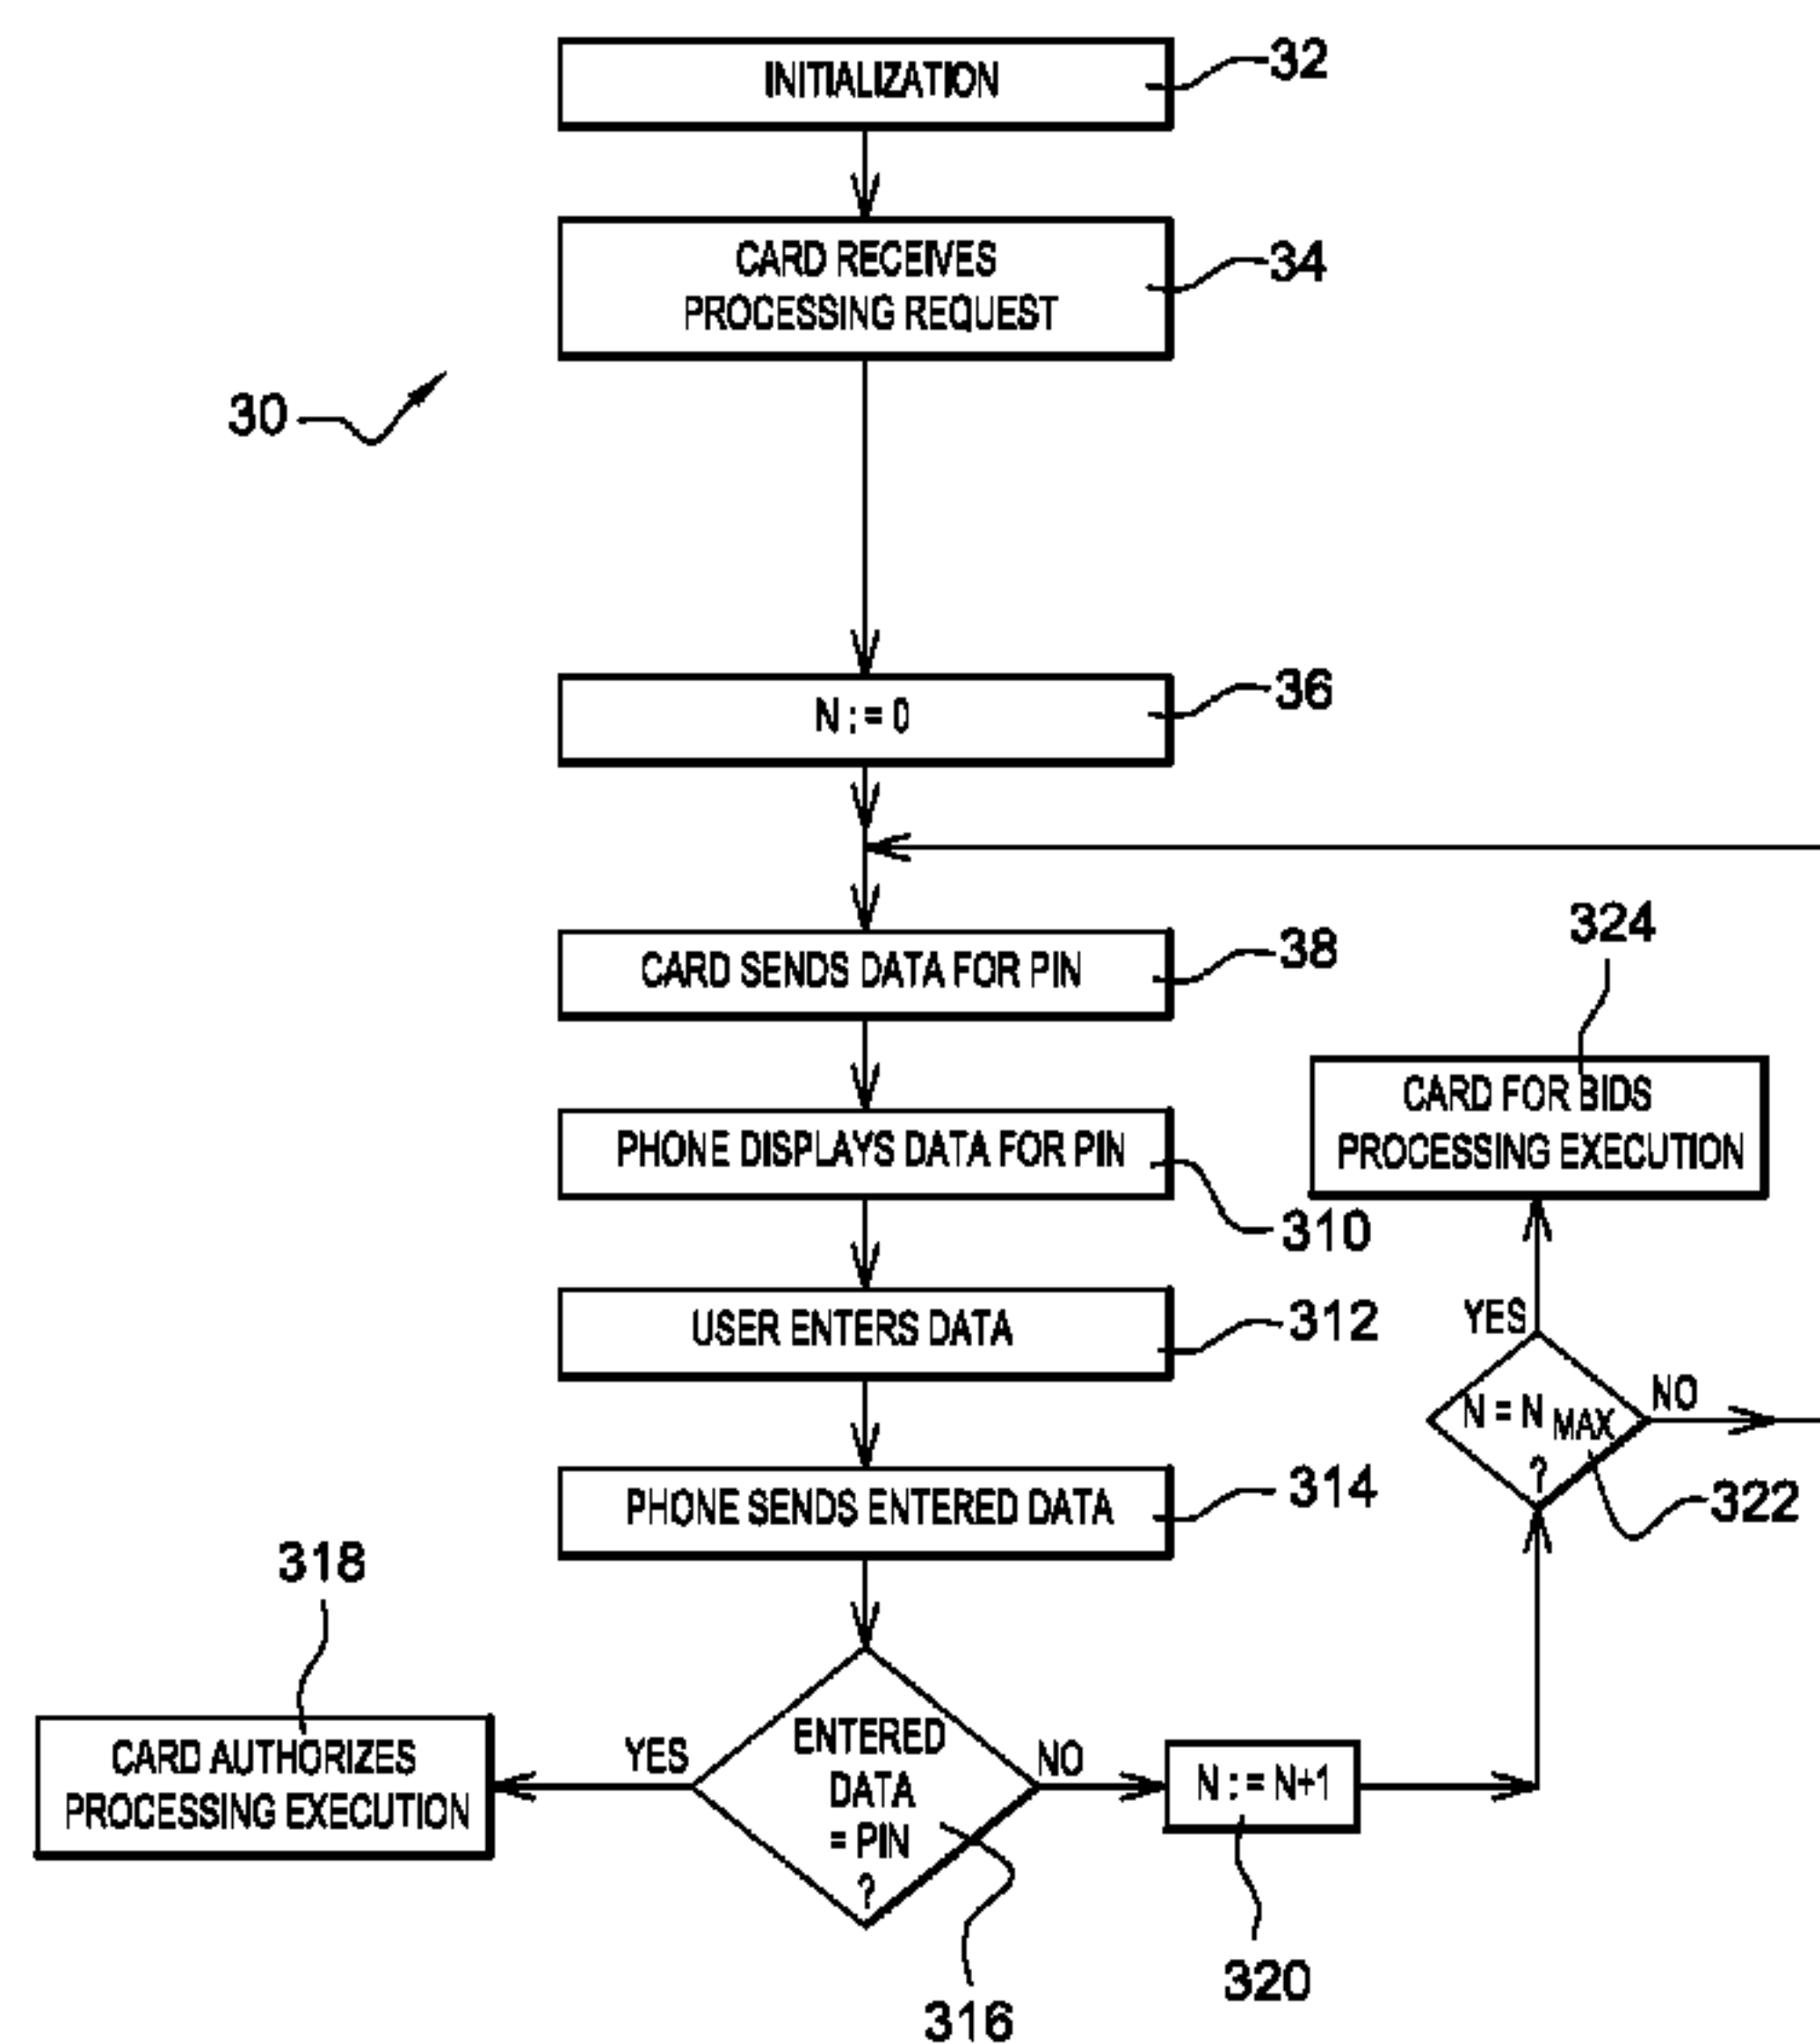 INITIALIZATION
32
CARD RECEIVES
PROCESSING REQUEST
34
30
N : = 0
36
CARD SENDS DATA FOR PIN
38
324
CARD FOR BIDS
PROCESSING EXECUTION
PHONE DISPLAYS DATA FOR PIN
310
USER ENTERS DATA
312
YES
N = N MAX
?
NO
322
PHONE SENDS ENTERED DATA
314
318
CARD AUTHORIZES
PROCESSING EXECUTION
YES
ENTERED
DATA
= PIN
?
NO
N : = N+1
320
316